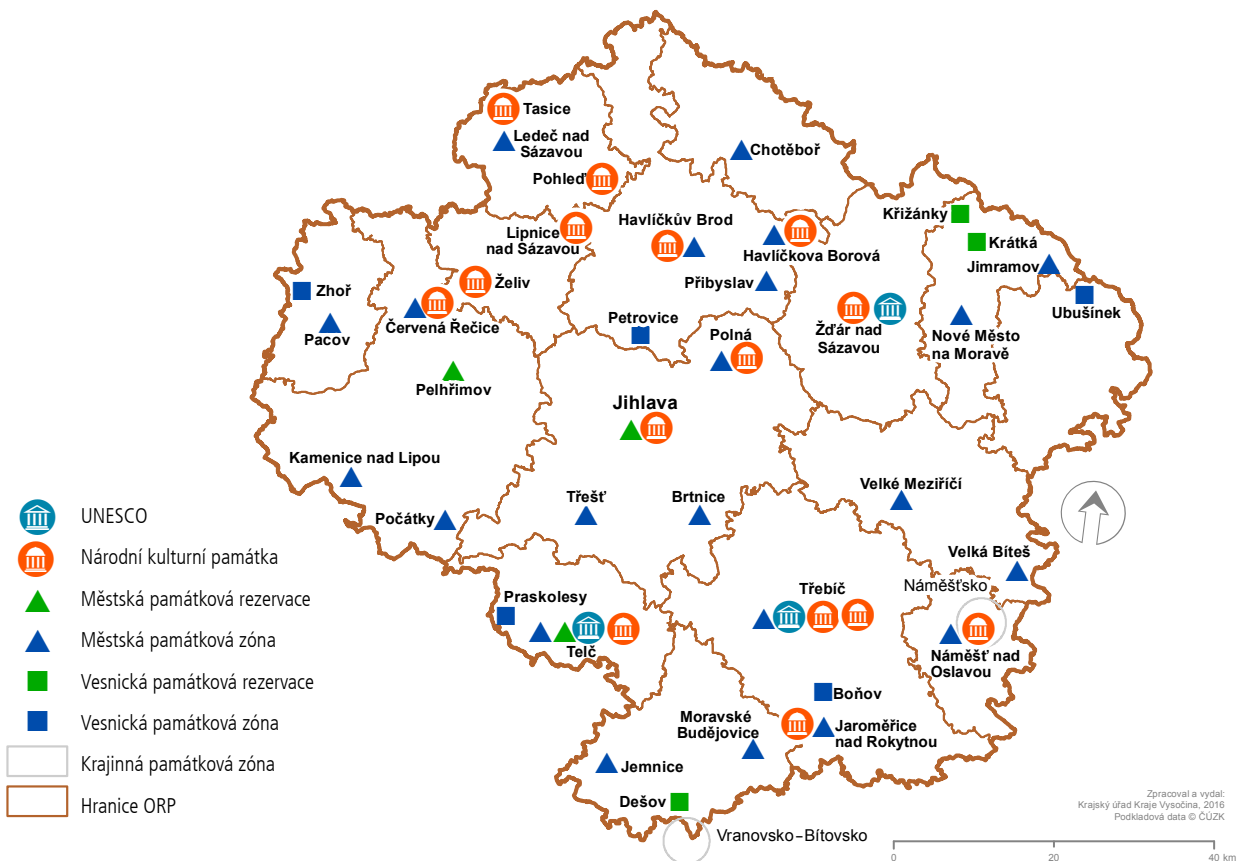 Tasice
Ledeč nad
Sázavou
Chotěboř
Pohleď
Křižánky
Lipnice
nad Sázavou
Havlíčkův Brod
Krátká
Havlíčkova Borová
Jimramov
Želiv
Přibyslav
Zhoř
Ubušínek
Petrovice
Červená Řečice
Žďár nad
Sázavou
Pacov
Polná
Nové Město
na Moravě
Pelhřimov
Jihlava
Kamenice nad Lipou
Velké Meziříčí
Třešť
Brtnice
Počátky
Velká Bíteš
Náměšťsko
Praskolesy
Třebíč
Telč
Náměšť nad
Oslavou
Boňov
Moravské
Budějovice
Jaroměřice
nad Rokytnou
Jemnice
Dešov
Vranovsko–Bítovsko
UNESCO
Národní kulturní památka
Městská památková rezervace
Městská památková zóna
Vesnická památková rezervace
Vesnická památková zóna
Krajinná památková zóna
Hranice ORP
Zpracoval a vydal:
Krajský úřad Kraje Vysočina, 2016
Podkladová data © ČÚZK
0 20 40 km